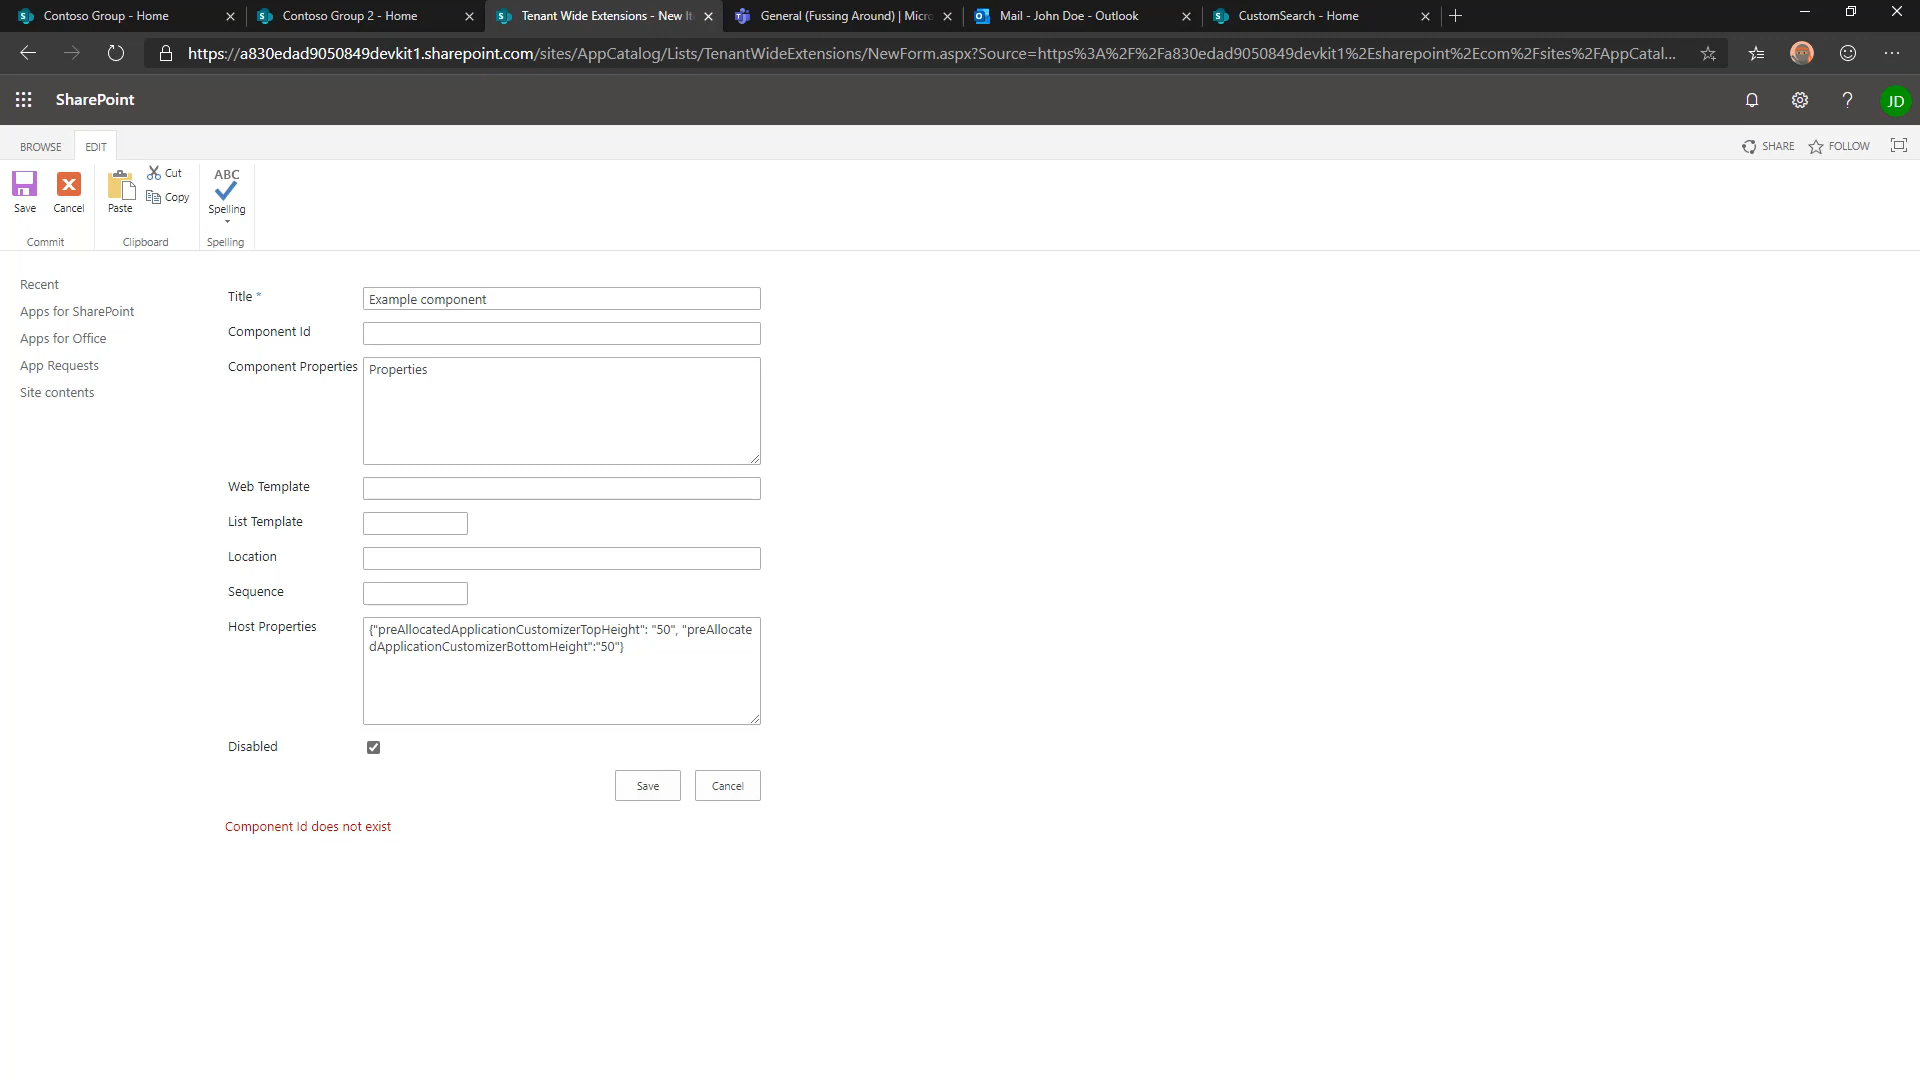 Contoso Group - Home
Contoso Group 2 - Home
Tenant Wide Extensions - New It
General (Fussing Around) | Micro
Mail - John Doe - Outlook
CustomSearch - Home
https://a830edad9050849devkit1.sharepoint.com/sites/AppCatalog/Lists/TenantWideExtensions/NewForm.aspx?Source=https%3A%2F%2Fa830edad9050849devkit1%2Esharepoint%2Ecom%2Fsites%2FAppCatal...
SharePoint
JD
BROWSE
EDIT
SHARE
FOLLOW
Save
Cancel
Paste
Cut
Copy
ABC
Spelling
Commit
Clipboard
Spelling
Recent
Apps for SharePoint
Apps for Office
App Requests
Site contents
Title *
Example component
Component Id
Component Properties
Properties
Web Template
List Template
Location
Sequence
Host Properties
{"preAllocatedApplicationCustomizerTopHeight": "50", "preAllocate
dApplicationCustomizerBottomHeight":"50"}
Disabled
Save
Cancel
Component Id does not exist